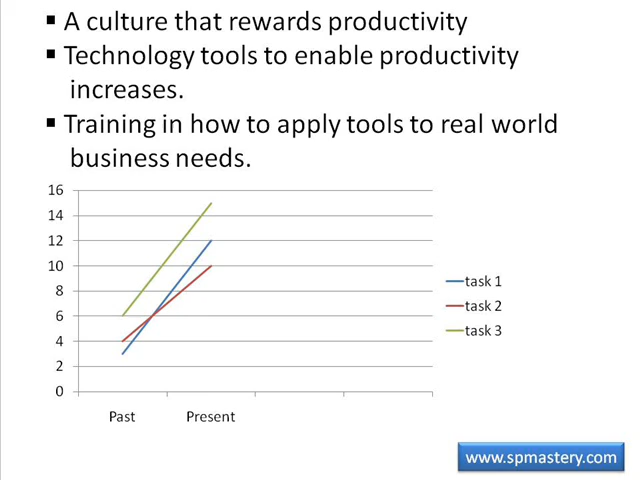 ▪ A culture that rewards productivity
▪ Technology tools to enable productivity
increases.
▪ Training in how to apply tools to real world
business needs.
16
14
12
10
8
6
4
2
0
Past Present
task 1
task 2
task 3
www.spmastery.com